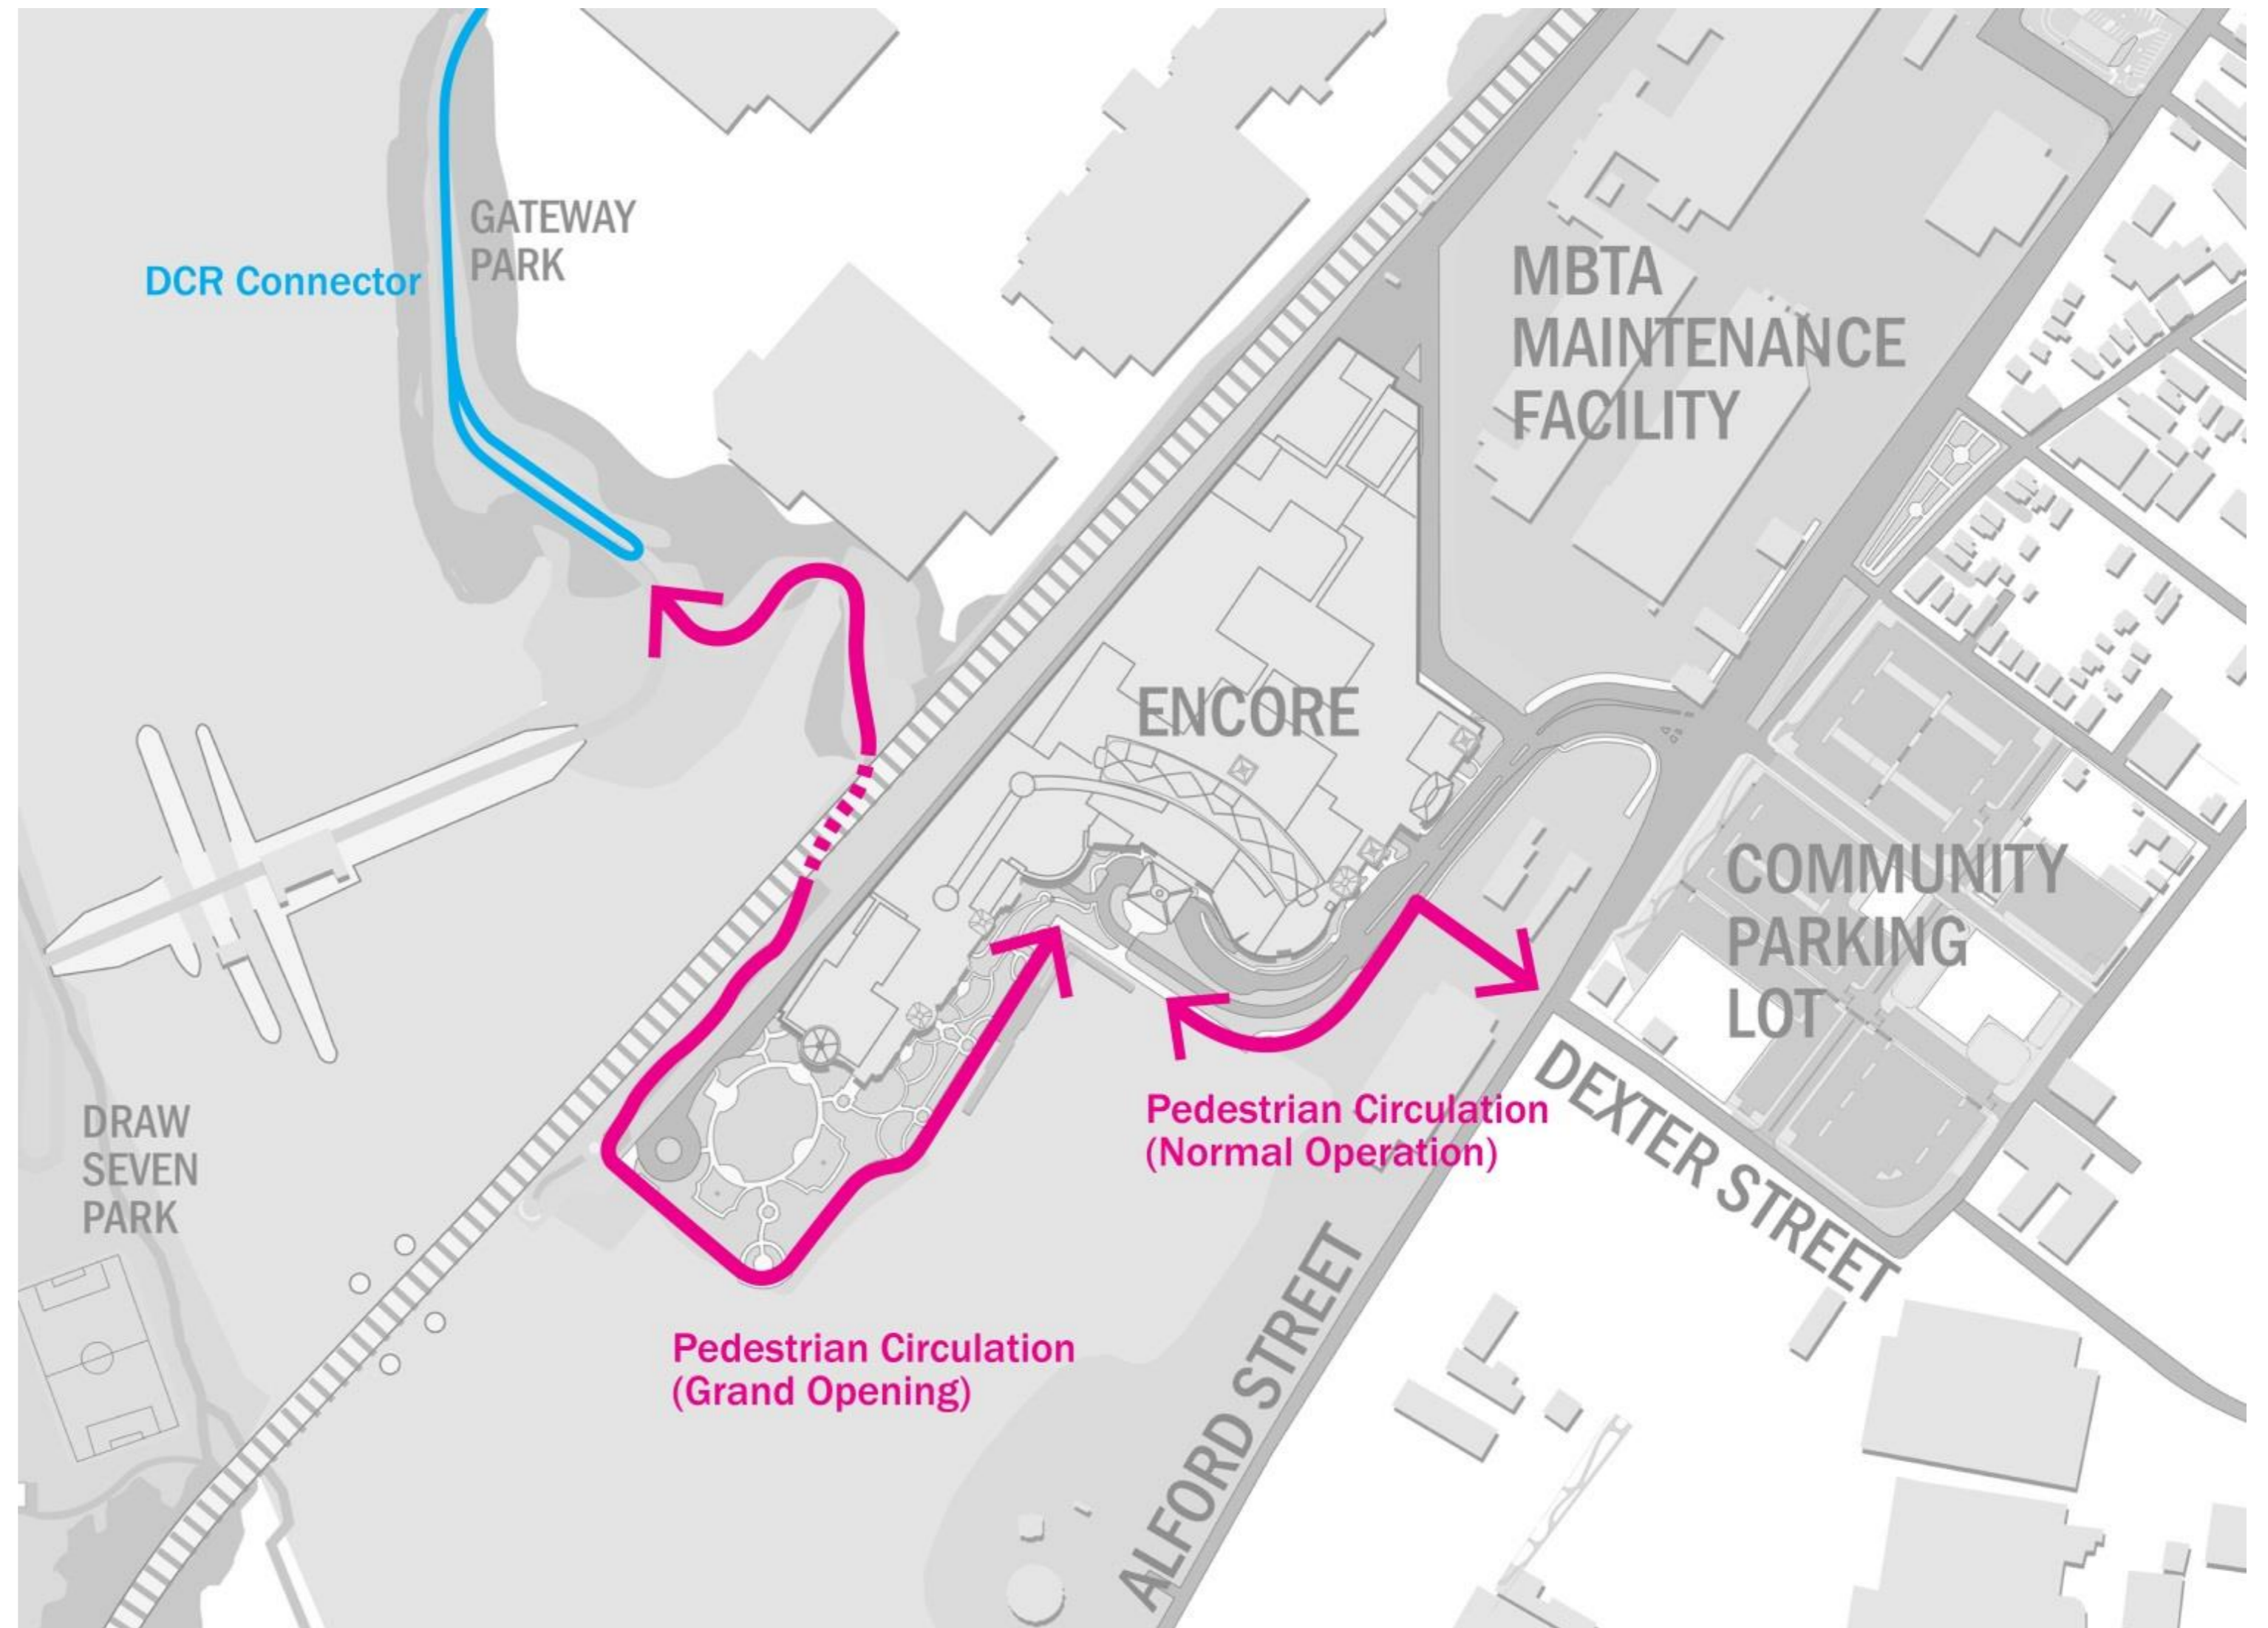 GATEWAY
PARK
DCR Connector
MBTA
MAINTENANCE
FACILITY
ENCORE
COMMUNITY
PARKING
LOT
DRAW
SEVEN
PARK
Pedestrian Circulation
(Normal Operation)
DEXTER STREET
Pedestrian Circulation
(Grand Opening)
ALFORD STREET